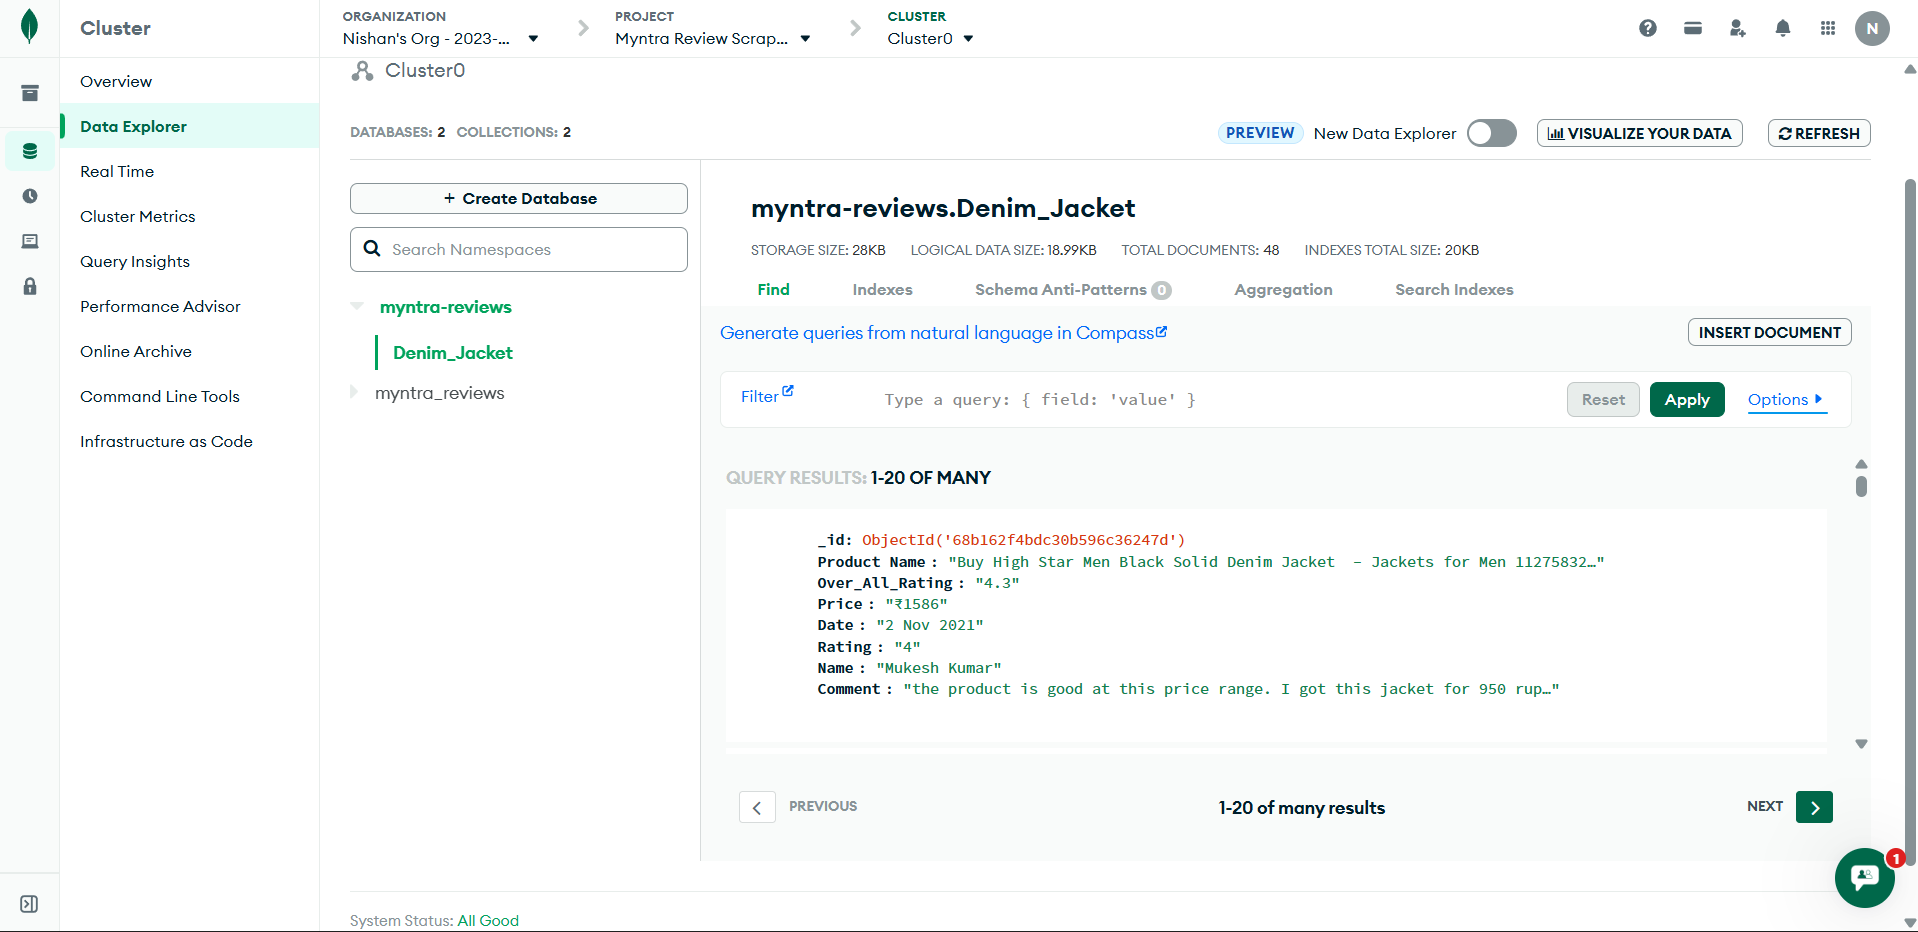 Cluster
ORGANIZATION
Nishan's Org - 2023-...
PROJECT
Myntra Review Scrap...
CLUSTER
Cluster0
N
Overview
Data Explorer
Real Time
Cluster Metrics
Query Insights
Performance Advisor
Online Archive
Command Line Tools
Infrastructure as Code
Cluster0
DATABASES: 2 COLLECTIONS: 2
PREVIEW New Data Explorer
VISUALIZE YOUR DATA
REFRESH
+ Create Database
Search Namespaces
myntra-reviews
Denim_Jacket
myntra_reviews
myntra-reviews.Denim_Jacket
STORAGE SIZE: 28KB LOGICAL DATA SIZE: 18.99KB TOTAL DOCUMENTS: 48 INDEXES TOTAL SIZE: 20KB
Find Indexes Schema Anti-Patterns 0 Aggregation Search Indexes
Generate queries from natural language in Compass
INSERT DOCUMENT
Filter
Type a query: { field: 'value' }
Reset
Apply
Options
QUERY RESULTS: 1-20 OF MANY
_id: ObjectId('68b162f4bdc30b596c36247d')
Product Name : "Buy High Star Men Black Solid Denim Jacket  - Jackets for Men 11275832…"
Over_All_Rating : "4.3"
Price : "₹1586"
Date : "2 Nov 2021"
Rating : "4"
Name : "Mukesh Kumar"
Comment : "the product is good at this price range. I got this jacket for 950 rup…"
PREVIOUS
1-20 of many results
NEXT
1
System Status: All Good